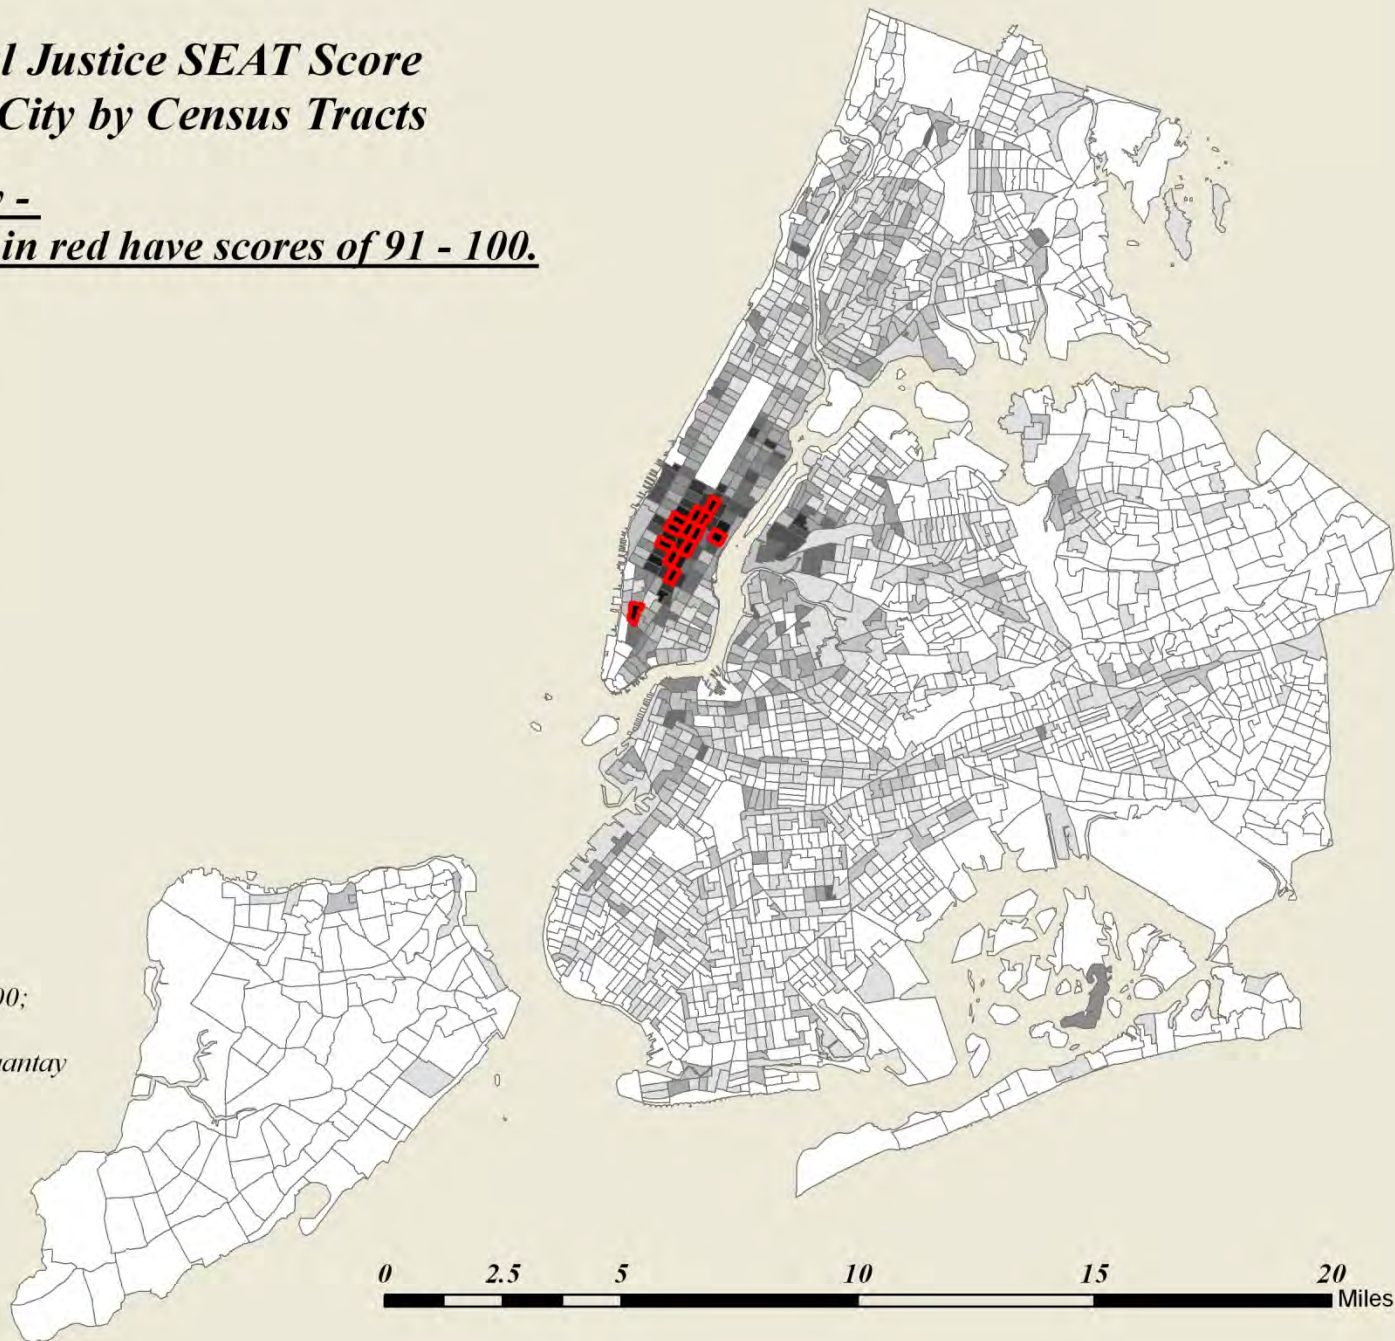 l Justice SEAT Score
City by Census Tracts
-
in red have scores of 91 - 100.
00;
antay
0 2.5 5 10 15 20
Miles